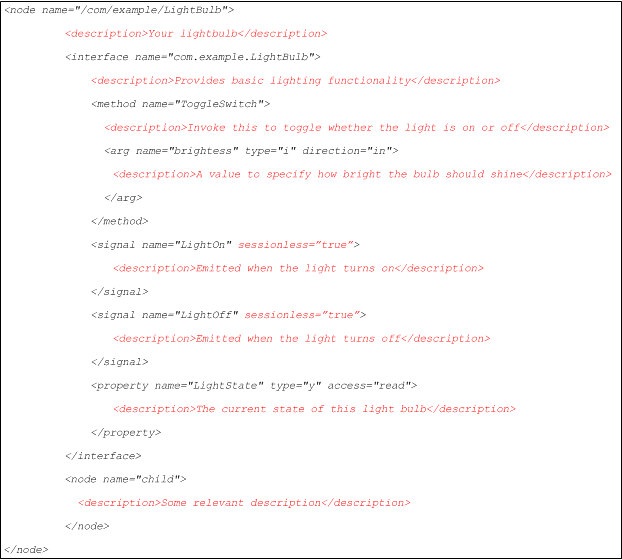 <node name="/com/example/LightBulb">
<description>Your lightbulb</description>
<interface name="com.example.LightBulb">
<description>Provides basic lighting functionality</description>
<method name="ToggleSwitch">
<description>Invoke this to toggle whether the light is on or off</description>
<arg name="brightess" type="i" direction="in">
<description>A value to specify how bright the bulb should shine</description>
</arg>
</method>
<signal name="LightOn" sessionless=”true”>
<description>Emitted when the light turns on</description>
</signal>
<signal name="LightOff" sessionless=”true”>
<description>Emitted when the light turns off</description>
</signal>
<property name="LightState" type="y" access="read">
<description>The current state of this light bulb</description>
</property>
</interface>
<node name="child">
<description>Some relevant description</description>
</node>
</node>